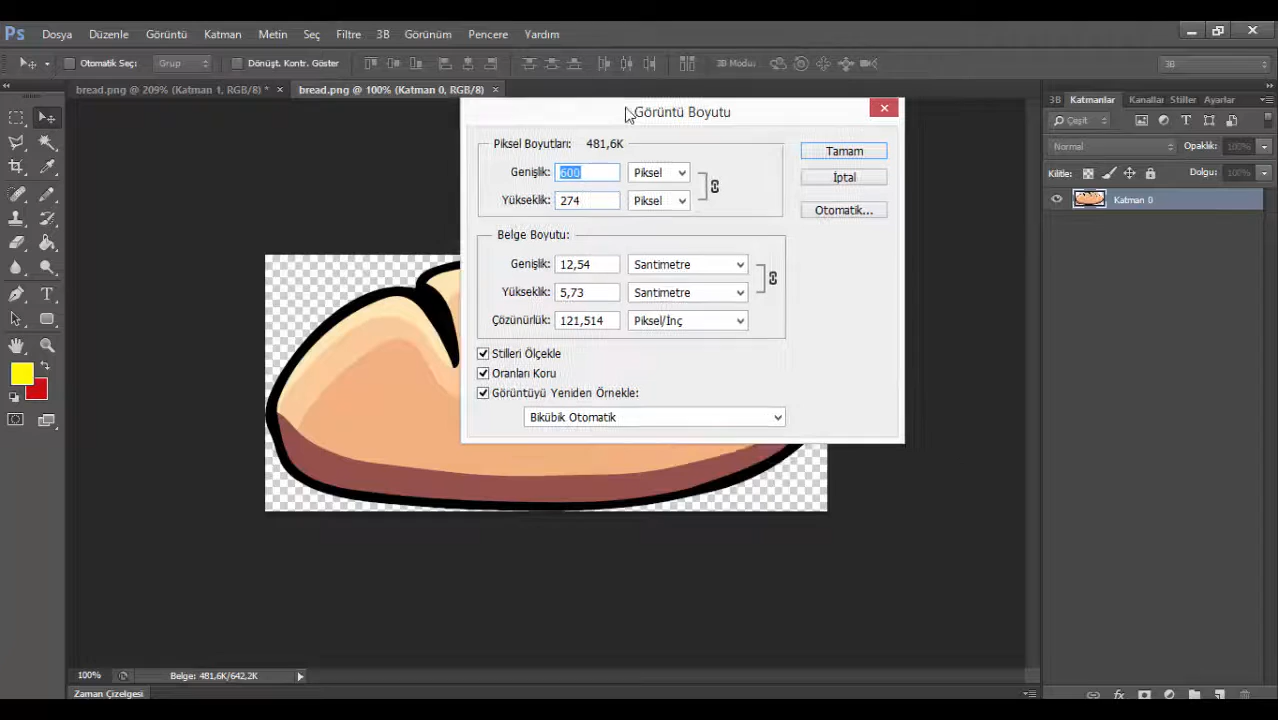 Ps Dosya Düzenle Görüntü Katman Metin Seç Filtre 3B Görünüm Pencere Yardım
Otomatik Seç: Grup Dönüşt. Kontr. Göster 3B Modu: 3B
bread.png @ 209% (Katman 1, RGB/8) * × bread.png @ 100% (Katman 0, RGB/8) ×
3B Katmanlar Kanallar Stiller Ayarlar
Görüntü Boyutu
Çeşit
Piksel Boyutları: 481,6K
Tamam
Normal Opaklık: 100%
Genişlik: 600 Piksel
Kilitle: Dolgu: 100%
İptal
Yükseklik: 274 Piksel
Katman 0
Otomatik...
Belge Boyutu:
Genişlik: 12,54 Santimetre
Yükseklik: 5,73 Santimetre
Çözünürlük: 121,514 Piksel/İnç
Stilleri Ölçekle
Oranları Koru
Görüntüyü Yeniden Örnekle:
Bikübik Otomatik
100% Belge: 481,6K/642,2K
Zaman Çizelgesi